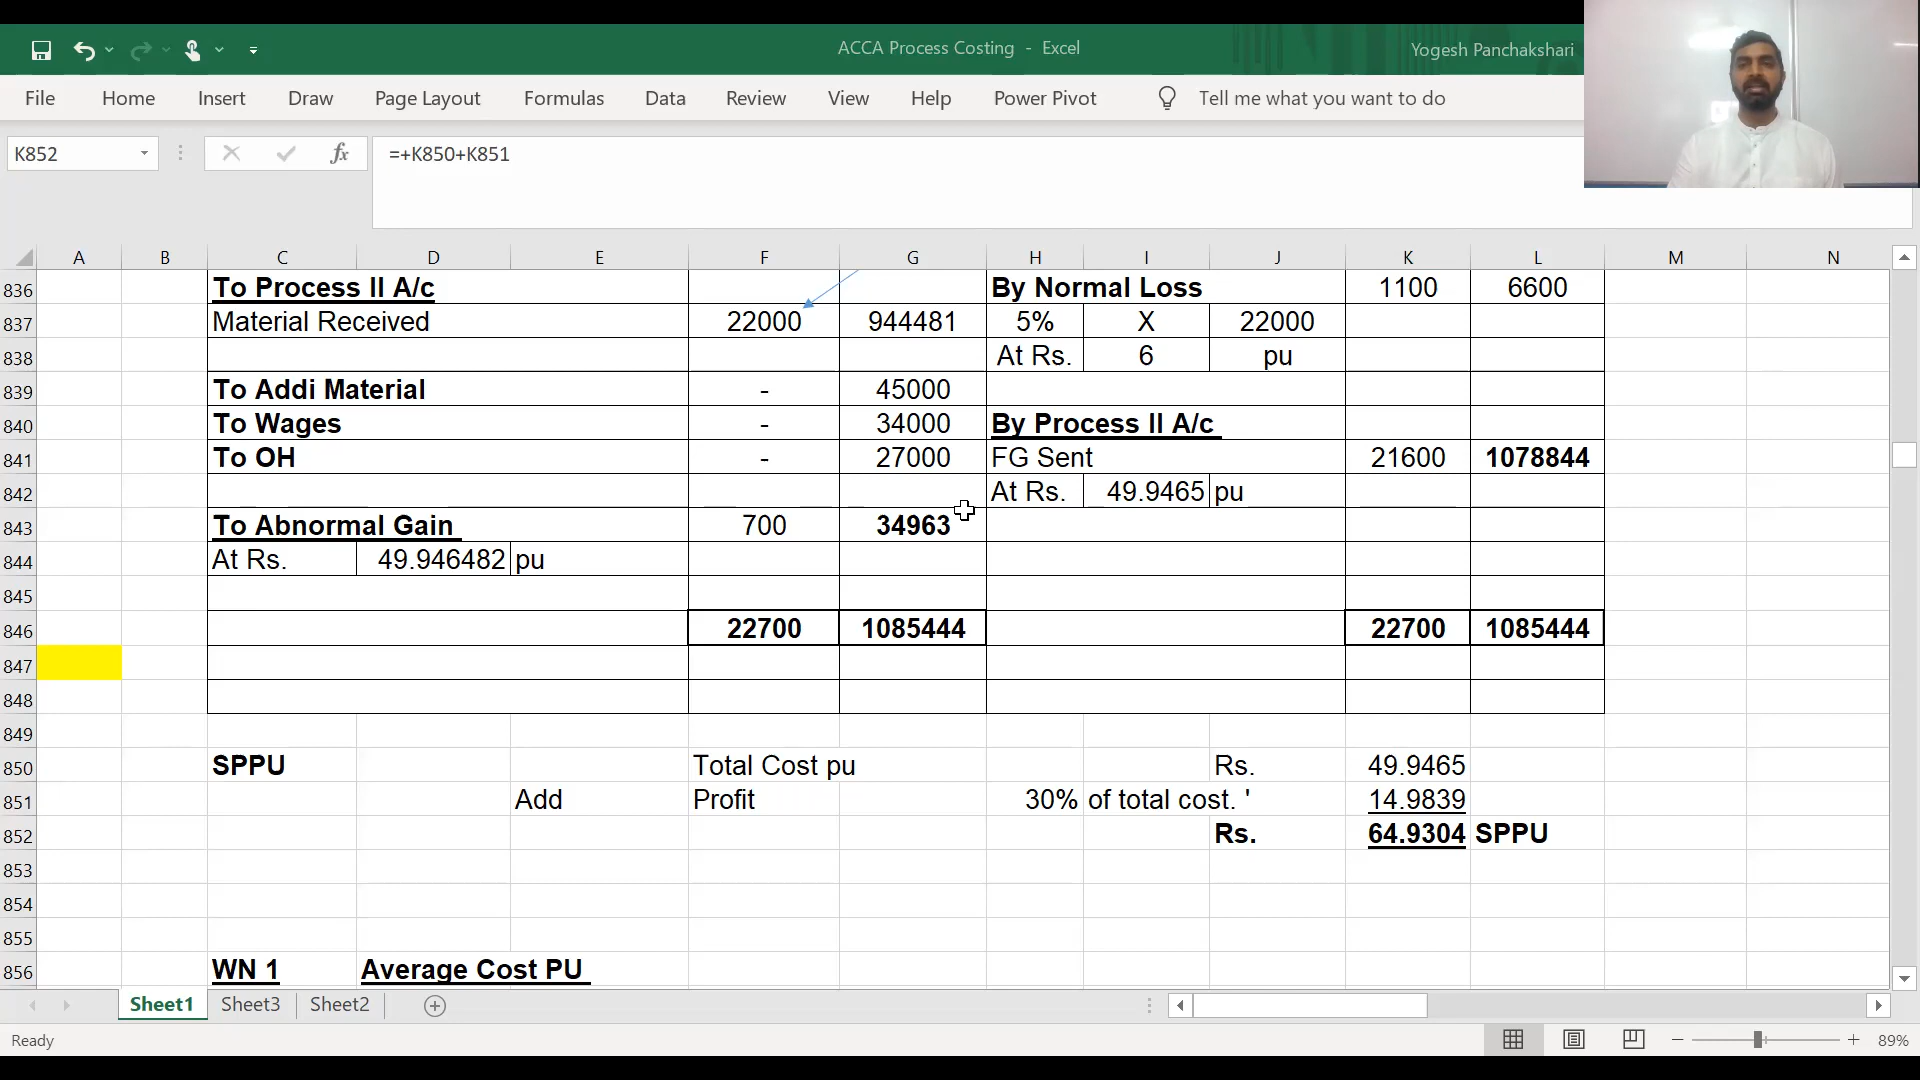 ACCA Process Costing - Excel
Yogesh Panchakshari
File Home Insert Draw Page Layout Formulas Data Review View Help Power Pivot Tell me what you want to do
K852 fx =+K850+K851
A B C D E F G H I J K L M N
836 To Process II A/c By Normal Loss 1100 6600
837 Material Received 22000 944481 5% X 22000
838 At Rs. 6 pu
839 To Addi Material - 45000
840 To Wages - 34000 By Process II A/c
841 To OH - 27000 FG Sent 21600 1078844
842 At Rs. 49.9465 pu
843 To Abnormal Gain 700 34963
844 At Rs. 49.946482 pu
845
846 22700 1085444 22700 1085444
847
848
849
850 SPPU Total Cost pu Rs. 49.9465
851 Add Profit 30% of total cost. ' 14.9839
852 Rs. 64.9304 SPPU
853
854
855
856 WN 1 Average Cost PU
Sheet1 Sheet3 Sheet2
Ready 89%